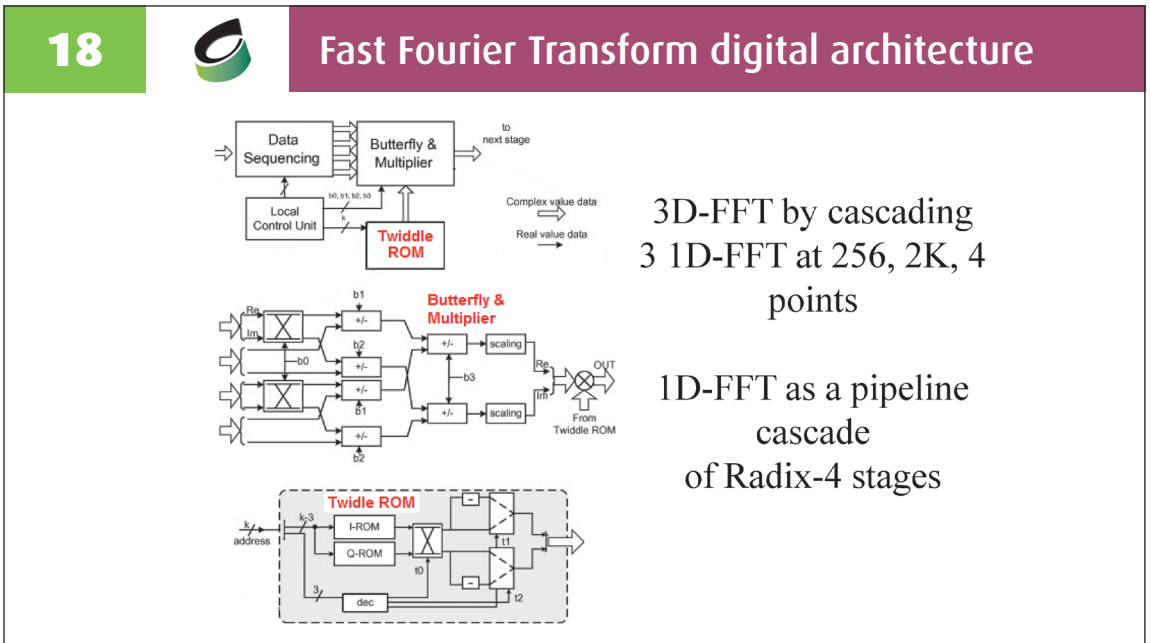 18
Fast Fourier Transform digital architecture
Data
Sequencing
Butterfly &
Multiplier
to
next stage
Local
Control Unit
b0, b1, b2, b3
k
Twiddle
ROM
Complex value data
Real value data
3D-FFT by cascading
3 1D-FFT at 256, 2K, 4
points
b1
Butterfly &
Multiplier
Re
Im
+/-
b2
+/-
b0
+/-
b1
+/-
b2
+/-
scaling
b3
+/-
scaling
Re
Im
OUT
From
Twiddle ROM
1D-FFT as a pipeline
cascade
of Radix-4 stages
Twidle ROM
k
address
k-3
I-ROM
Q-ROM
-
t1
t0
-
3
dec
t2